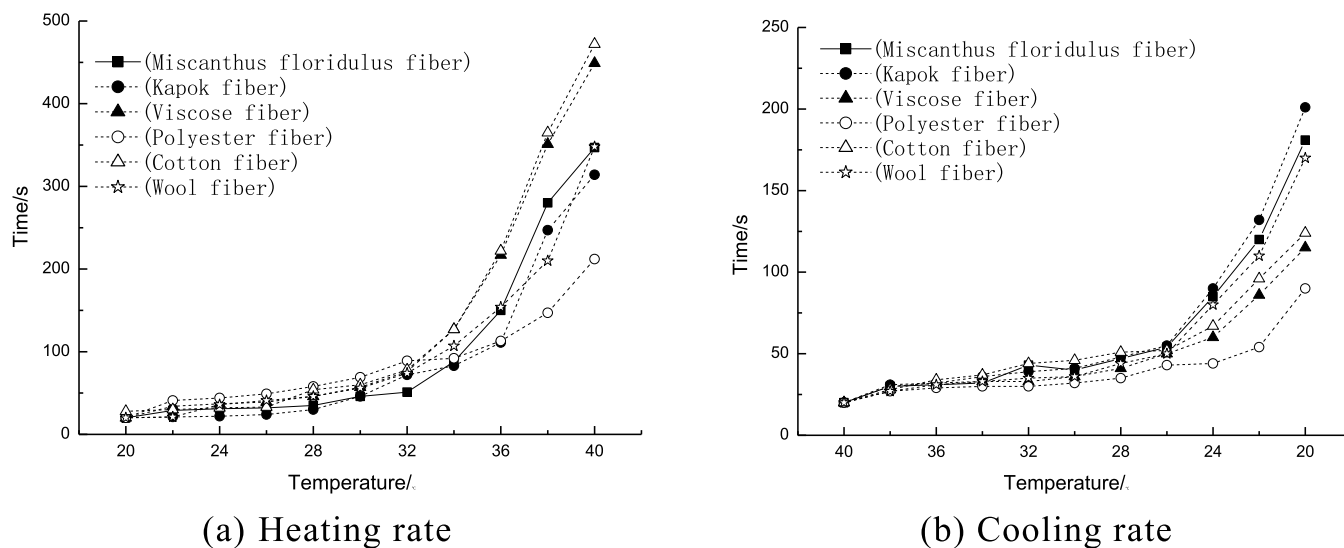 500
400
300
200
100
0
Time/s
(Miscanthus floridulus fiber)
(Kapok fiber)
(Viscose fiber)
(Polyester fiber)
(Cotton fiber)
(Wool fiber)
20 24 28 32 36 40
Temperature/
(a) Heating rate
250
200
150
100
50
0
Time/s
(Miscanthus floridulus fiber)
(Kapok fiber)
(Viscose fiber)
(Polyester fiber)
(Cotton fiber)
(Wool fiber)
40 36 32 28 24 20
Temperature/
(b) Cooling rate